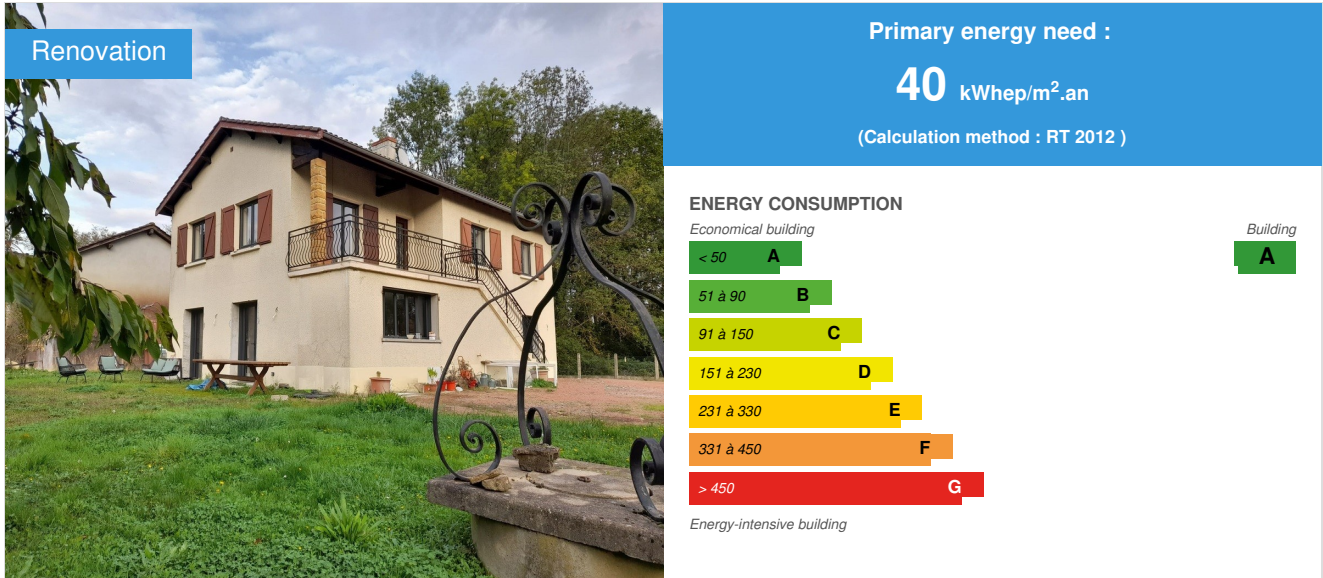 Renovation
Primary energy need :
40 kWhep/m².an
(Calculation method : RT 2012 )
ENERGY CONSUMPTION
Economical building
Building
< 50 A
A
51 à 90 B
91 à 150 C
151 à 230 D
231 à 330 E
331 à 450 F
> 450 G
Energy-intensive building